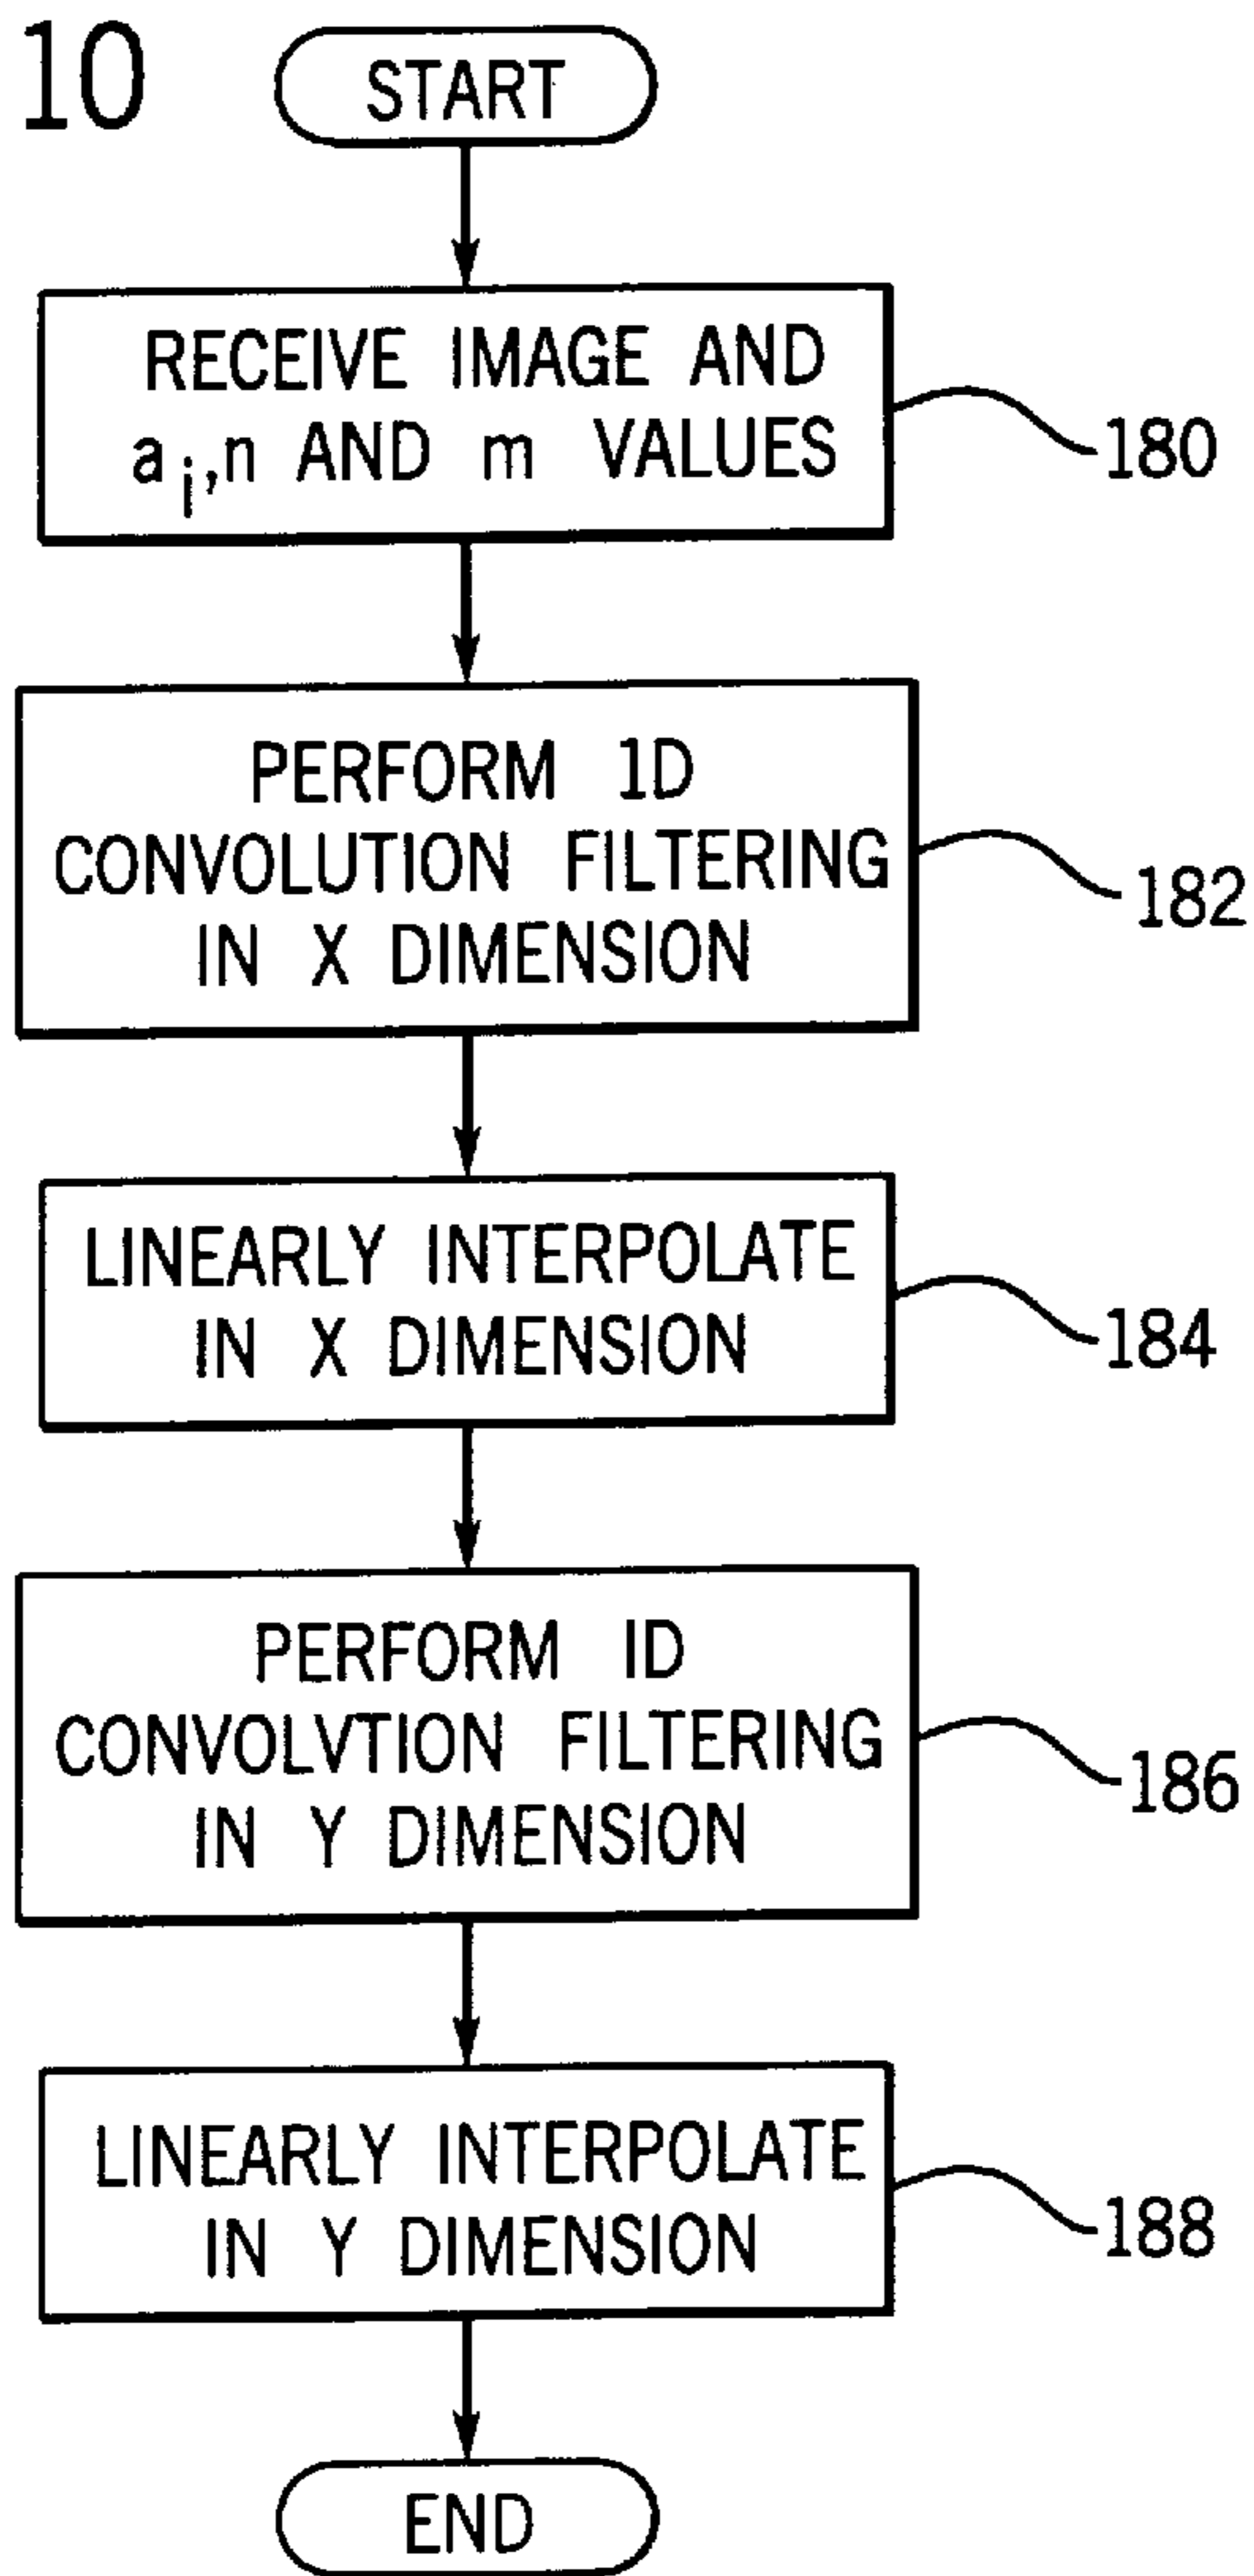 10
START
RECEIVE IMAGE AND
a_i,n AND m VALUES
180
PERFORM 1D
CONVOLUTION FILTERING
IN X DIMENSION
182
LINEARLY INTERPOLATE
IN X DIMENSION
184
PERFORM ID
CONVOLVTION FILTERING
IN Y DIMENSION
186
LINEARLY INTERPOLATE
IN Y DIMENSION
188
END